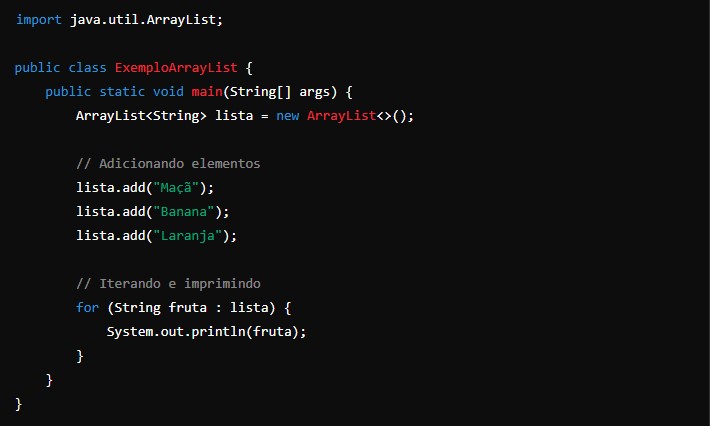 import java.util.ArrayList;
public class ExemploArrayList {
    public static void main(String[] args) {
        ArrayList<String> lista = new ArrayList<>();
        // Adicionando elementos
        lista.add("Maçã");
        lista.add("Banana");
        lista.add("Laranja");
        // Iterando e imprimindo
        for (String fruta : lista) {
            System.out.println(fruta);
        }
    }
}